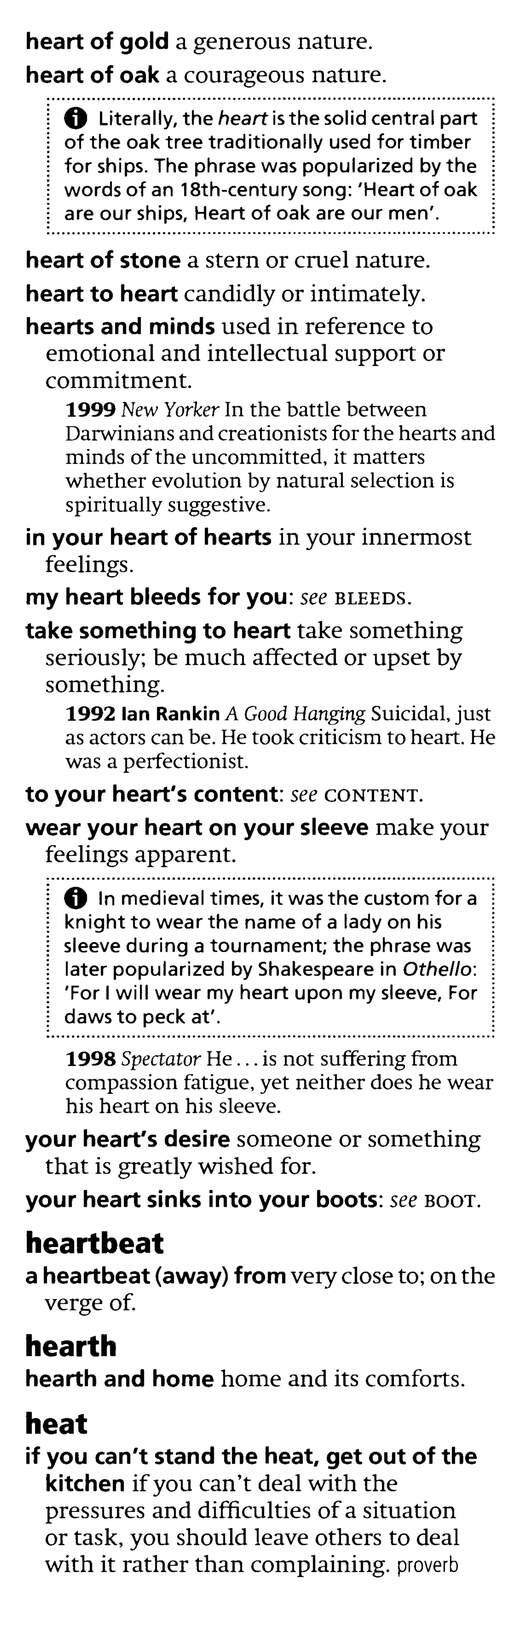 heart of gold a generous nature.
heart of oak a courageous nature.
Literally, the heart is the solid central part
of the oak tree traditionally used for timber
for ships. The phrase was popularized by the
words of an 18th-century song: ‘Heart of oak
are our ships, Heart of oak are our men’.
heart of stone a stern or cruel nature.
heart to heart candidly or intimately.
hearts and minds used in reference to
emotional and intellectual support or
commitment.
1999 New Yorker In the battle between
Darwinians and creationists for the hearts and
minds of the uncommitted, it matters
whether evolution by natural selection is
spiritually suggestive.
in your heart of hearts in your innermost
feelings.
my heart bleeds for you: see BLEEDS.
take something to heart take something
seriously; be much affected or upset by
something.
1992 Ian Rankin A Good Hanging Suicidal, just
as actors can be. He took criticism to heart. He
was a perfectionist.
to your heart's content: see CONTENT.
wear your heart on your sleeve make your
feelings apparent.
In medieval times, it was the custom for a
knight to wear the name of a lady on his
sleeve during a tournament; the phrase was
later popularized by Shakespeare in Othello:
‘For I will wear my heart upon my sleeve, For
daws to peck at’.
1998 Spectator He ... is not suffering from
compassion fatigue, yet neither does he wear
his heart on his sleeve.
your heart's desire someone or something
that is greatly wished for.
your heart sinks into your boots: see BOOT.
heartbeat
a heartbeat (away) from very close to; on the
verge of.
hearth
hearth and home home and its comforts.
heat
if you can't stand the heat, get out of the
kitchen if you can't deal with the
pressures and difficulties of a situation
or task, you should leave others to deal
with it rather than complaining. proverb